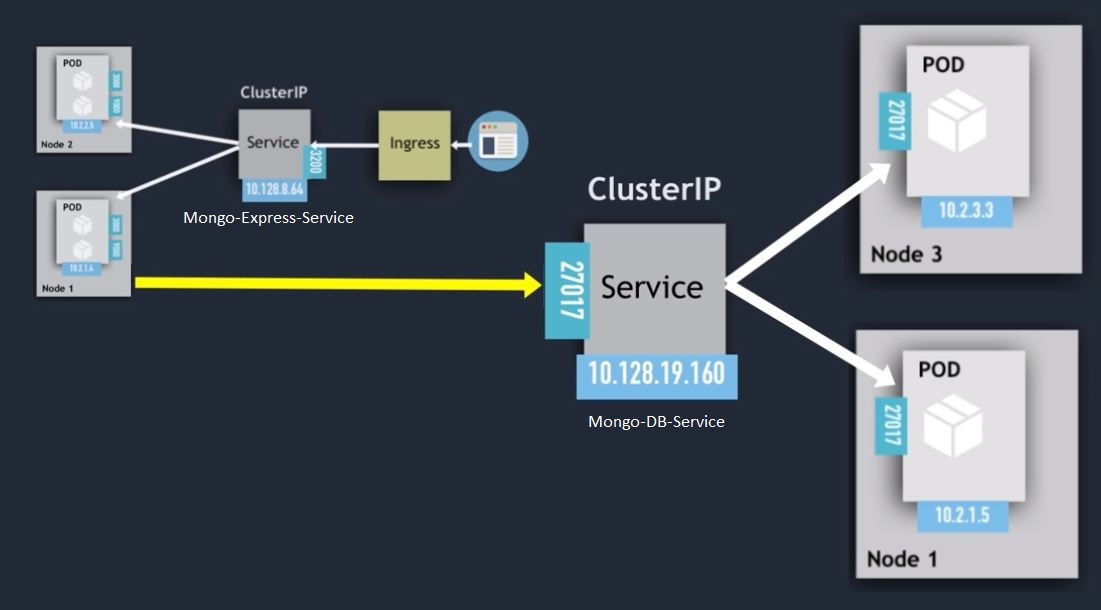 POD
3000
9000
10.2.2.5
Node 2
ClusterIP
Service
3200
10.128.8.64
Mongo-Express-Service
Ingress
POD
3000
9000
10.2.1.4
Node 1
ClusterIP
27017
Service
10.128.19.160
Mongo-DB-Service
POD
27017
10.2.3.3
Node 3
POD
27017
10.2.1.5
Node 1